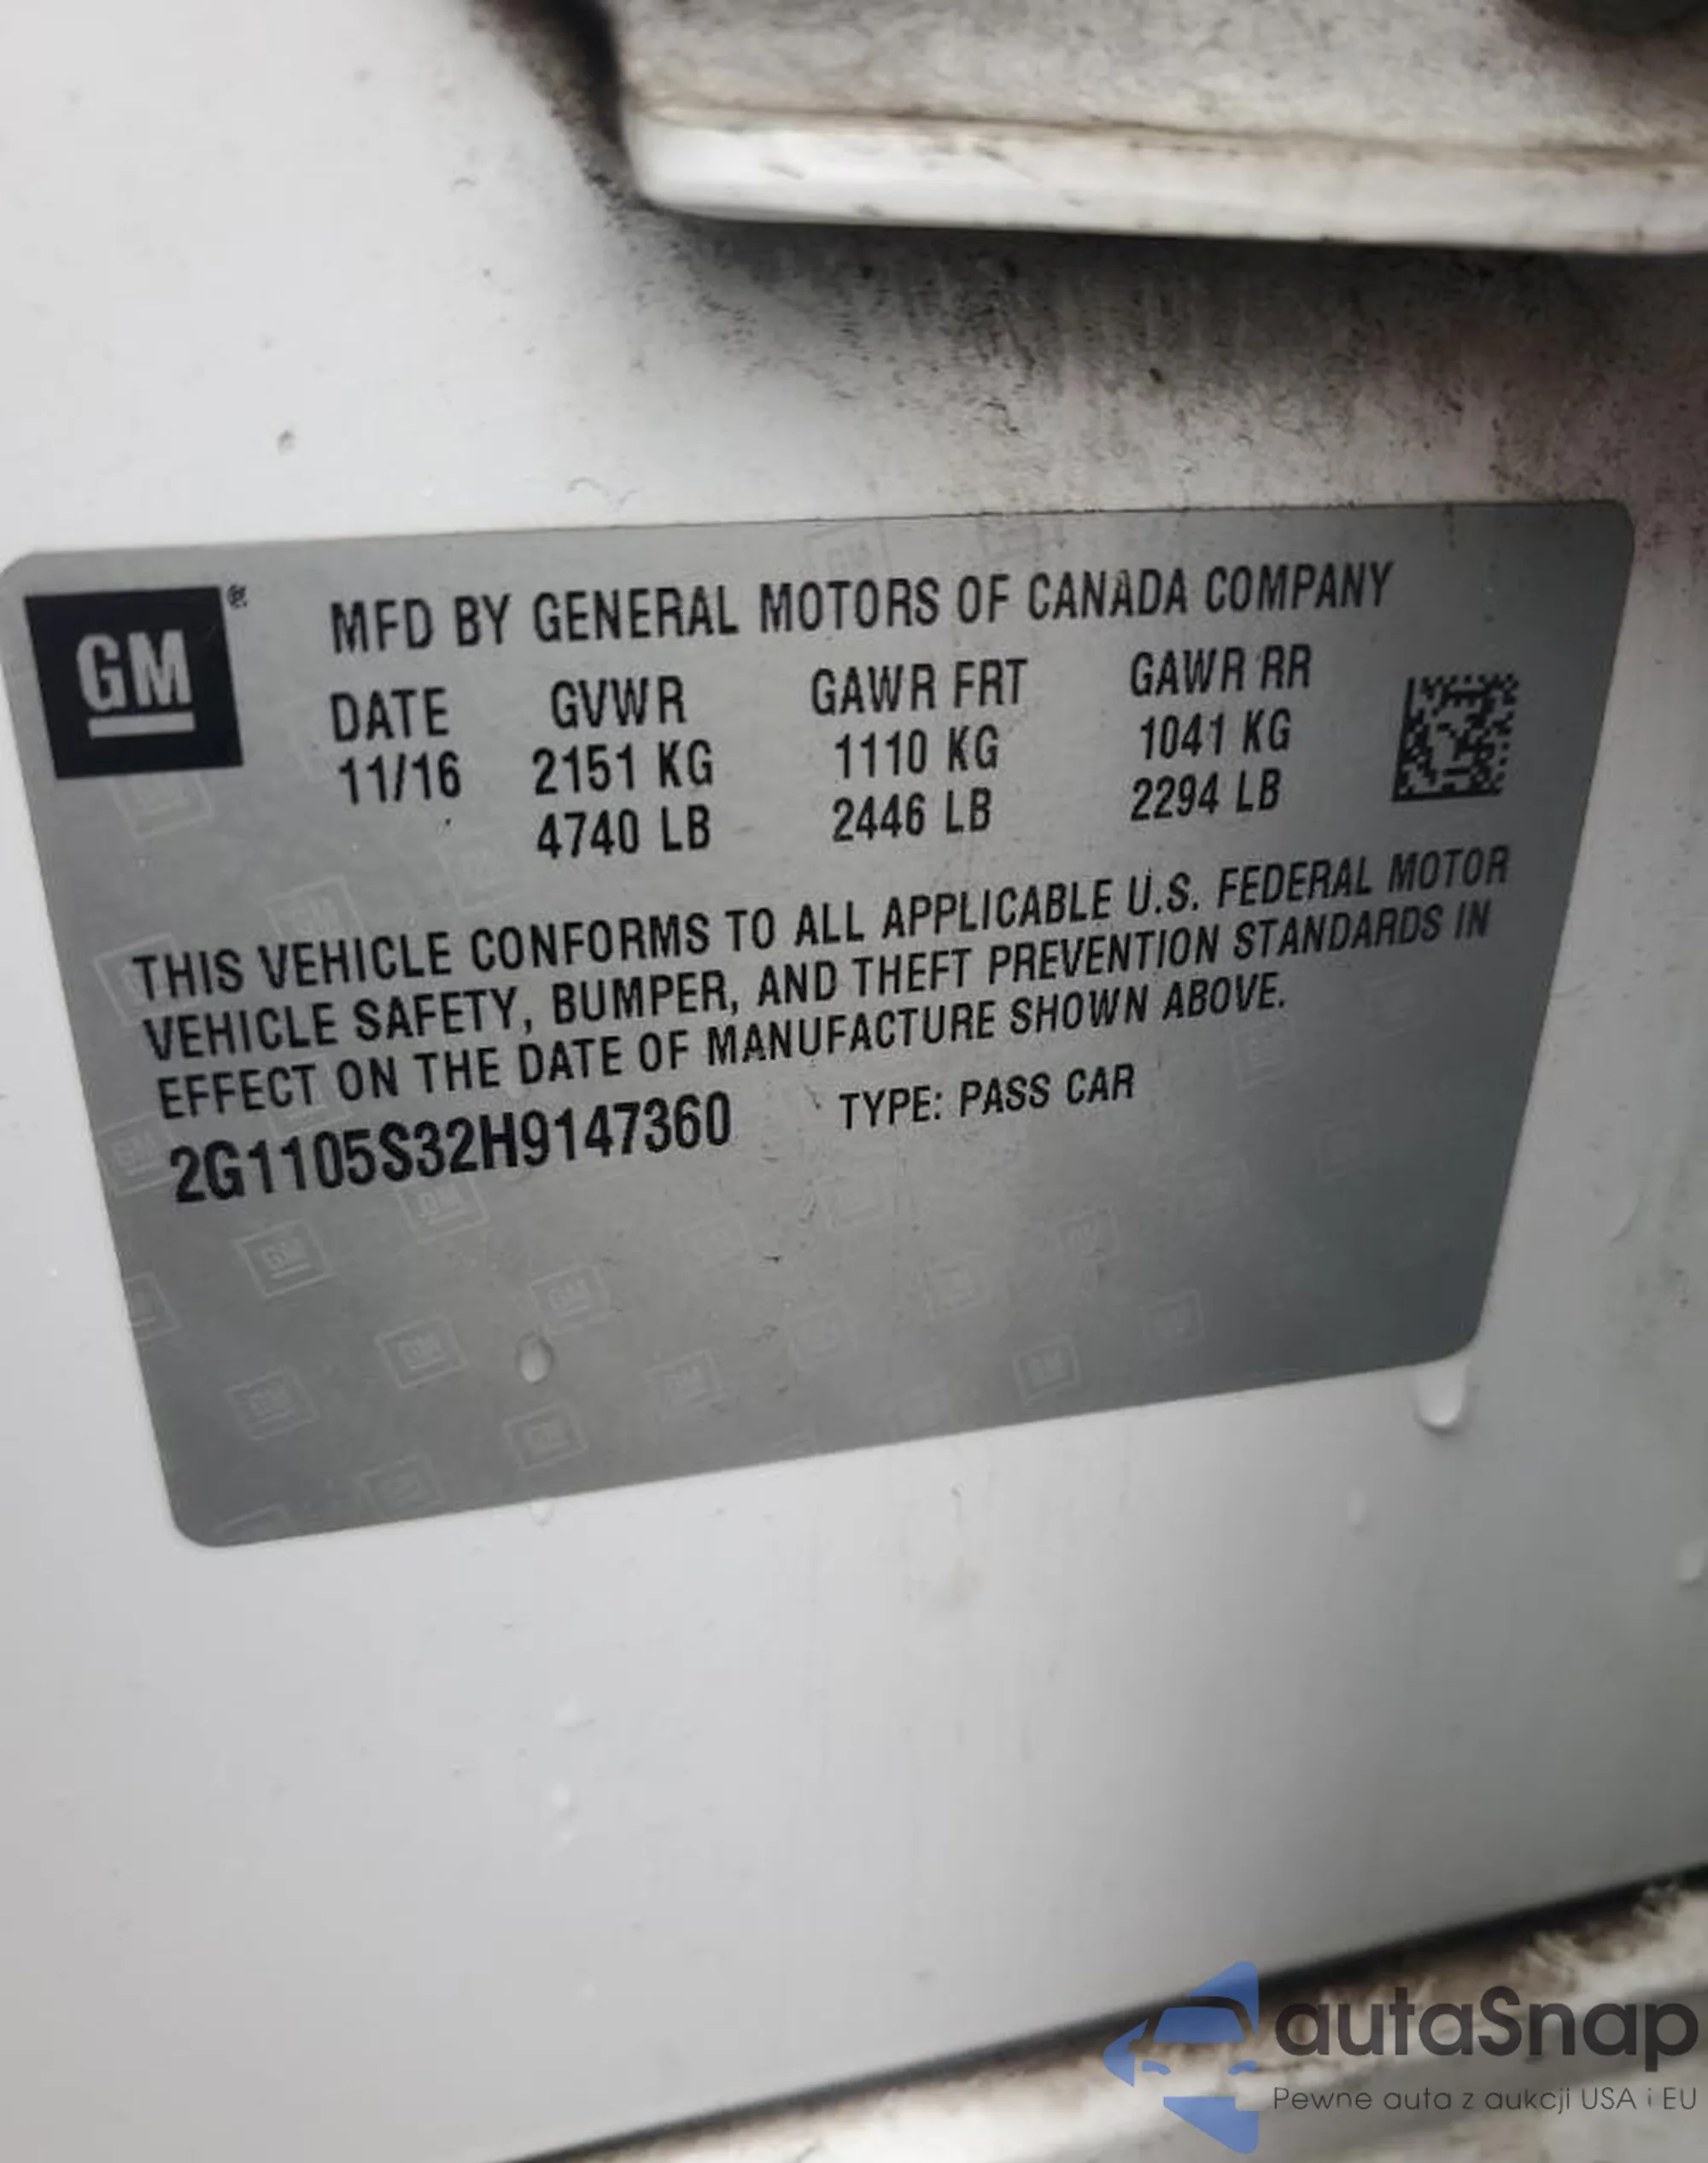 GM
MFD BY GENERAL MOTORS OF CANADA COMPANY
DATE GVWR GAWR FRT GAWR RR
11/16 2151 KG 1110 KG 1041 KG
4740 LB 2446 LB 2294 LB
THIS VEHICLE CONFORMS TO ALL APPLICABLE U.S. FEDERAL MOTOR
VEHICLE SAFETY, BUMPER, AND THEFT PREVENTION STANDARDS IN
EFFECT ON THE DATE OF MANUFACTURE SHOWN ABOVE.
2G1105S32H9147360 TYPE: PASS CAR
autaSnap
Pewne auta z aukcji USA i EU